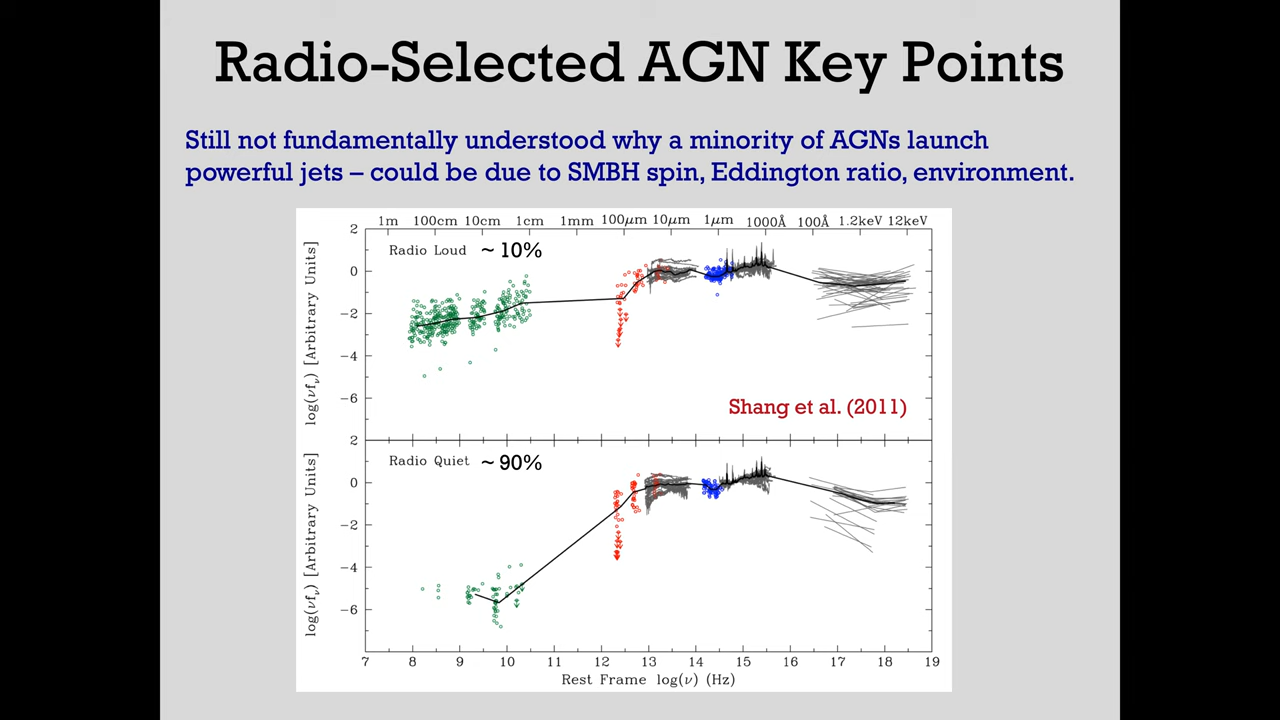 Radio-Selected AGN Key Points
Still not fundamentally understood why a minority of AGNs launch
powerful jets – could be due to SMBH spin, Eddington ratio, environment.
1m 100cm 10cm 1cm 1mm 100μm 10μm 1μm 1000Å 100Å 1.2keV 12keV
2
Radio Loud ~ 10%
0
−2
−4
−6
log(νfν) [Arbitrary Units]
Shang et al. (2011)
2
Radio Quiet ~ 90%
0
−2
−4
−6
log(νfν) [Arbitrary Units]
7 8 9 10 11 12 13 14 15 16 17 18 19
Rest Frame log(ν) (Hz)